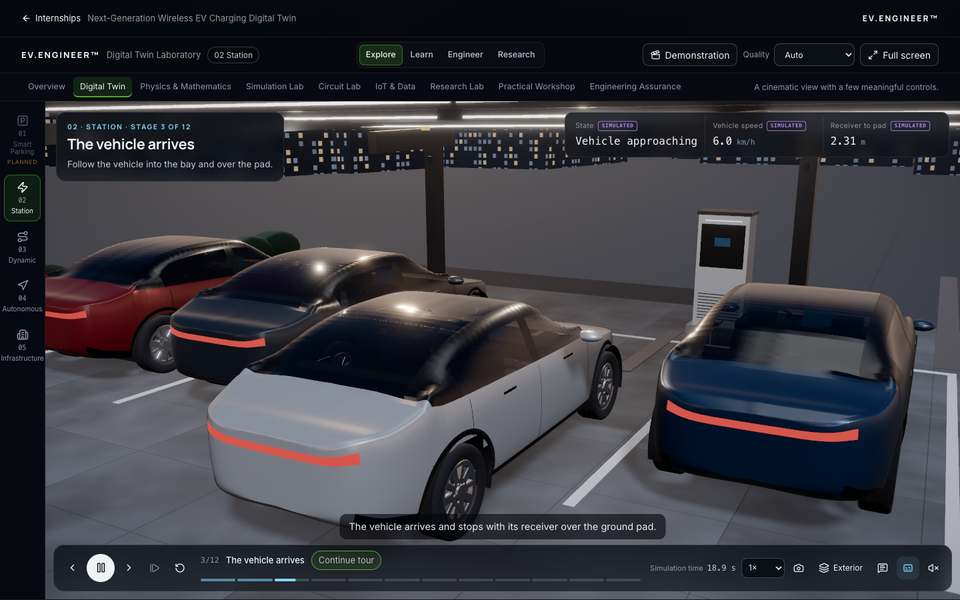 Internships Next-Generation Wireless EV Charging Digital Twin EV.ENGINEER™
EV.ENGINEER™ Digital Twin Laboratory 02 Station Explore Learn Engineer Research Demonstration Quality Auto Full screen
Overview Digital Twin Physics & Mathematics Simulation Lab Circuit Lab IoT & Data Research Lab Practical Workshop Engineering Assurance A cinematic view with a few meaningful controls.
01
Smart
Parking
PLANNED
02
Station
03
Dynamic
04
Autonomous
05
Infrastructure
02 · STATION · STAGE 3 OF 12
The vehicle arrives
Follow the vehicle into the bay and over the pad.
State SIMULATED Vehicle speed SIMULATED Receiver to pad SIMULATED
Vehicle approaching 6.0 km/h 2.31 m
The vehicle arrives and stops with its receiver over the ground pad.
3/12 The vehicle arrives Continue tour Simulation time 18.9 s 1× Exterior